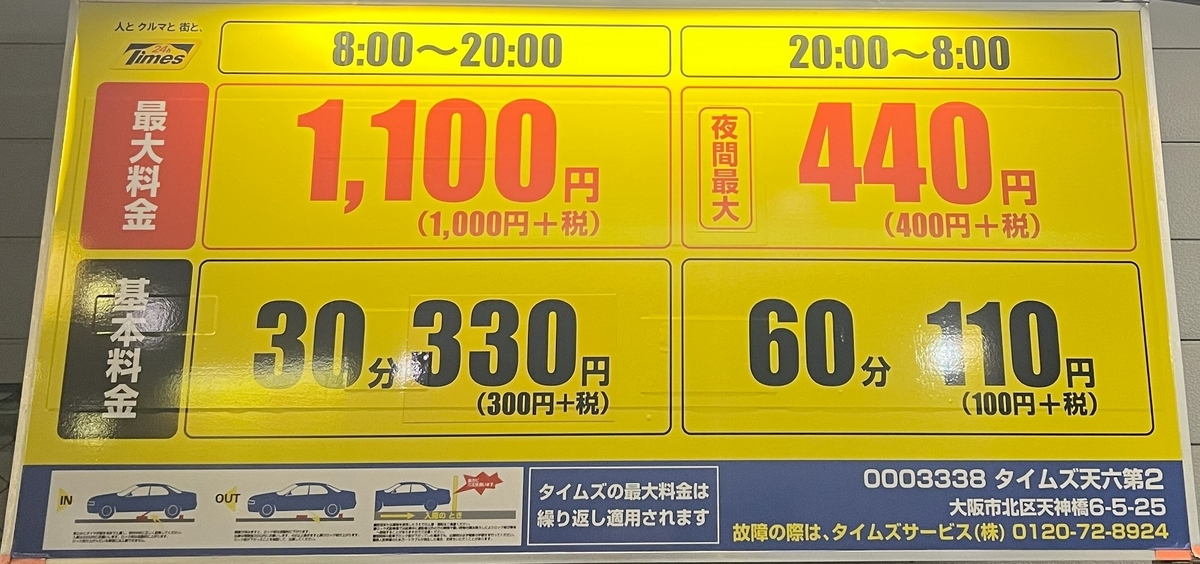 人と クルマと 街と、
24h
Times
8:00〜20:00
20:00〜8:00
最大料金
1,100円
(1,000円+税)
夜間最大
440円
(400円+税)
基本料金
30分 330円
(300円+税)
60分 110円
(100円+税)
IN
OUT
入庫のとき
タイムズの最大料金は
繰り返し適用されます
0003338 タイムズ天六第2
大阪市北区天神橋6-5-25
故障の際は、タイムズサービス(株) 0120-72-8924